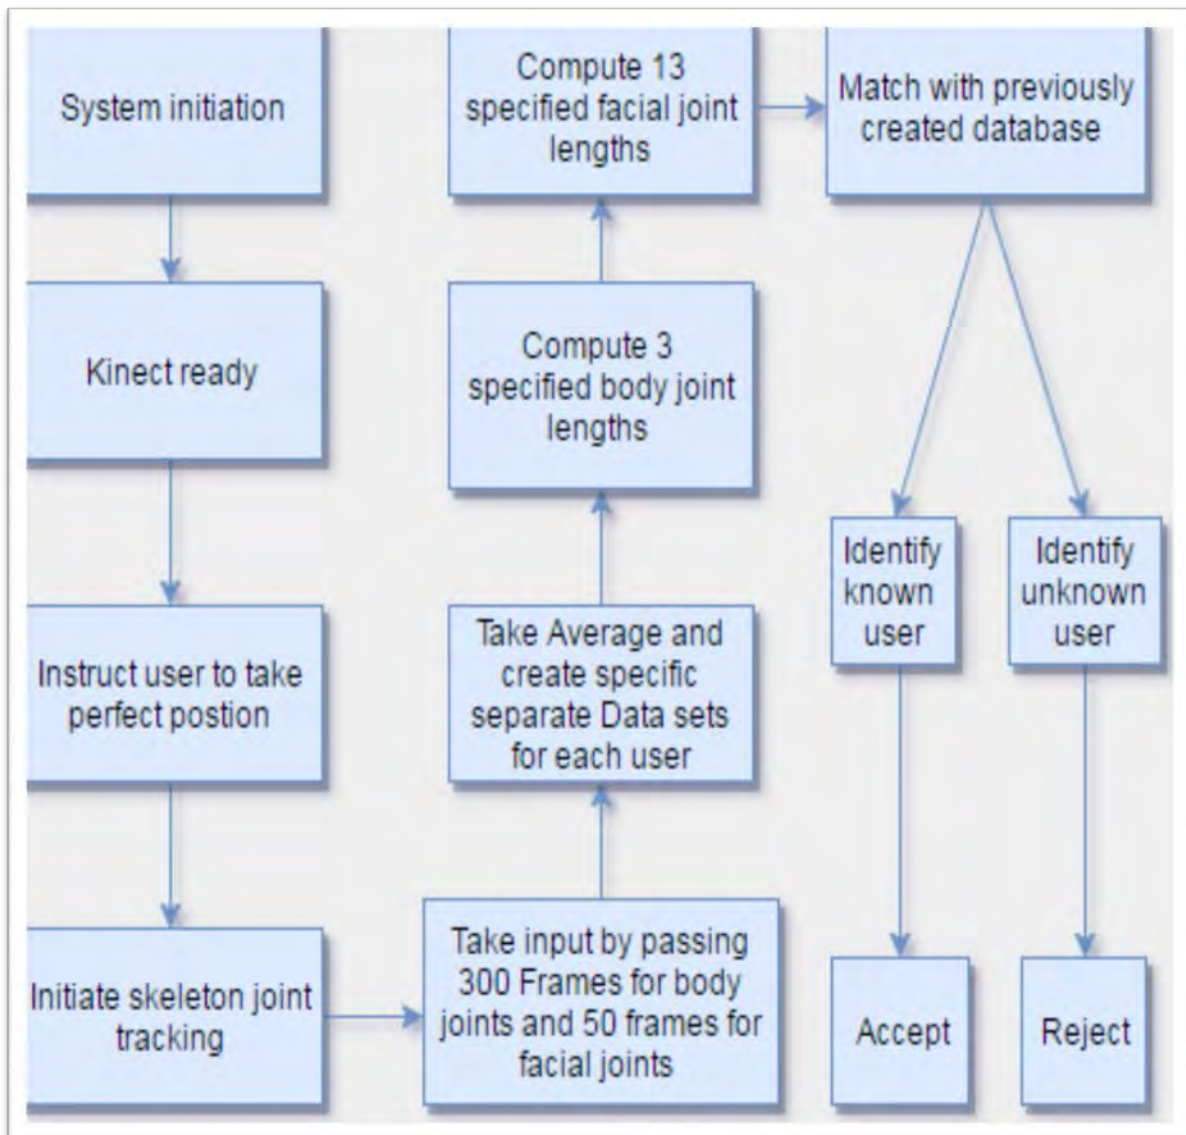 System initiation
Kinect ready
Instruct user to take
perfect postion
Initiate skeleton joint
tracking
Take input by passing
300 Frames for body
joints and 50 frames for
facial joints
Take Average and
create specific
separate Data sets
for each user
Compute 3
specified body joint
lengths
Compute 13
specified facial joint
lengths
Match with previously
created database
Identify
known
user
Identify
unknown
user
Accept
Reject